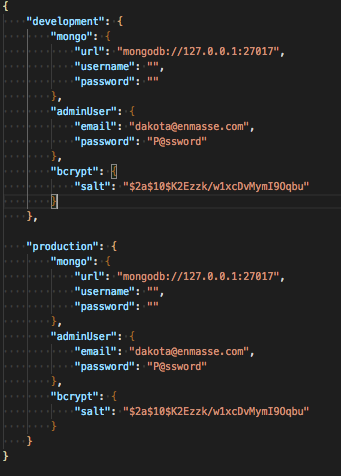 {
    "development": {
        "mongo": {
            "url": "mongodb://127.0.0.1:27017",
            "username": "",
            "password": ""
        },
        "adminUser": {
            "email": "dakota@enmasse.com",
            "password": "P@ssword"
        },
        "bcrypt": {
            "salt": "$2a$10$K2Ezzk/w1xcDvMymI9Oqbu"
        }
    },

    "production": {
        "mongo": {
            "url": "mongodb://127.0.0.1:27017",
            "username": "",
            "password": ""
        },
        "adminUser": {
            "email": "dakota@enmasse.com",
            "password": "P@ssword"
        },
        "bcrypt": {
            "salt": "$2a$10$K2Ezzk/w1xcDvMymI9Oqbu"
        }
    }
}